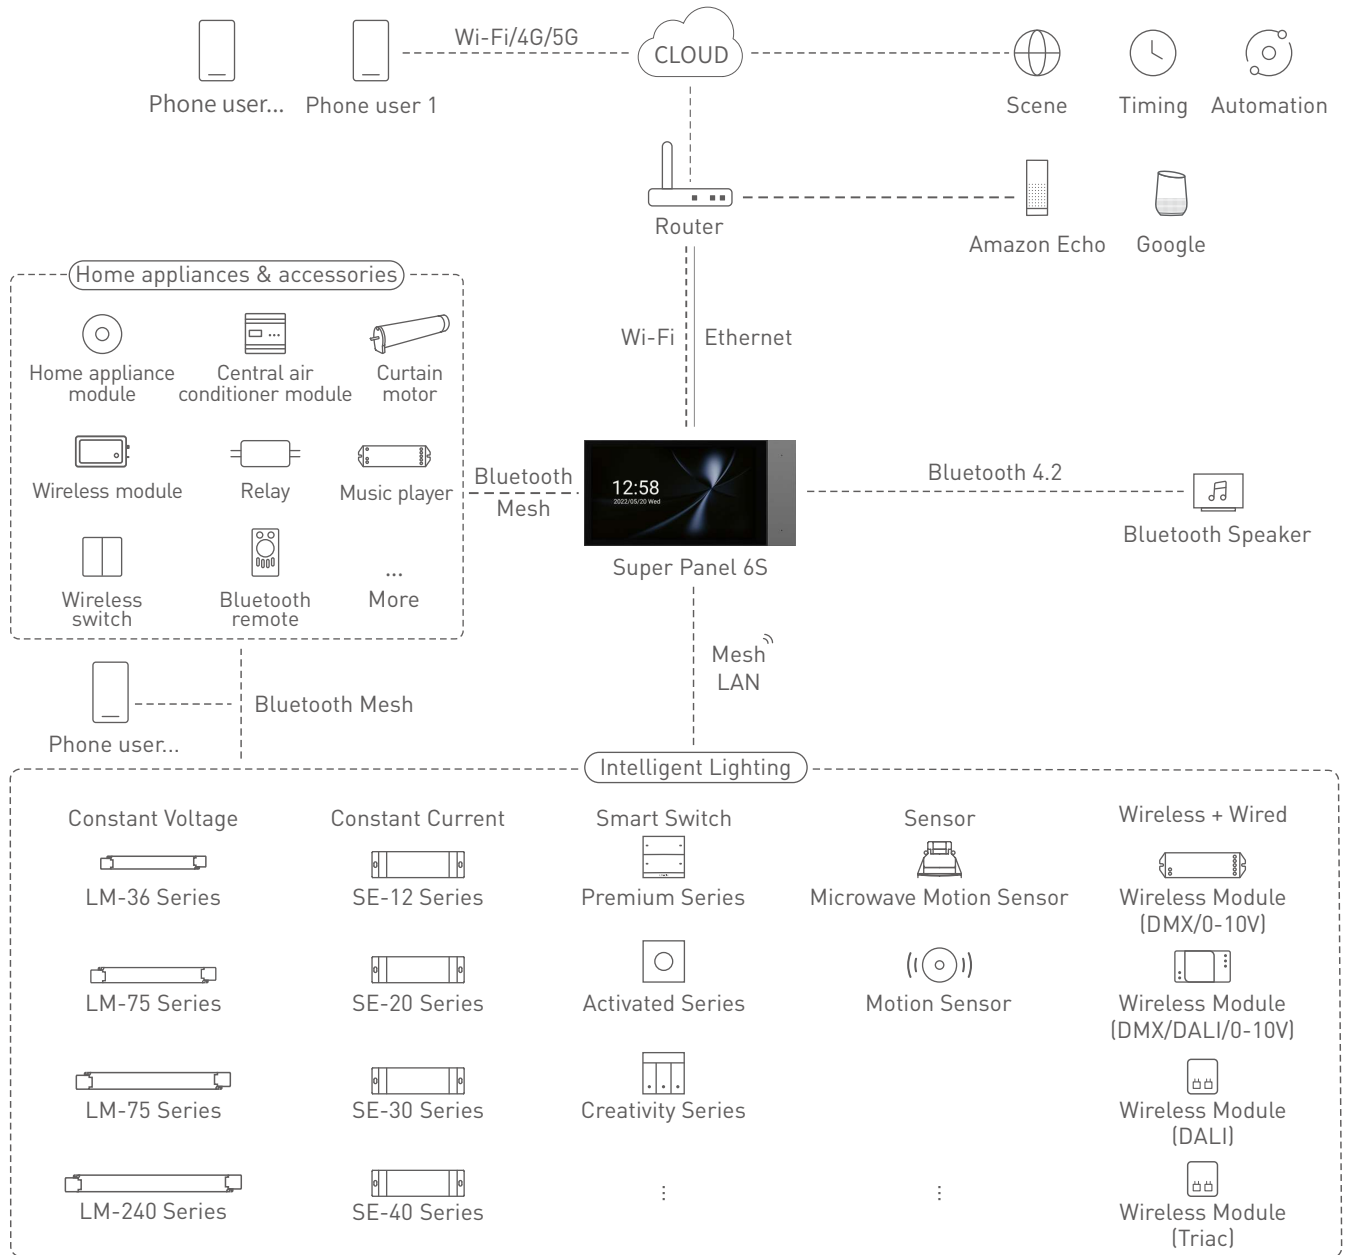 Wi-Fi/4G/5G
CLOUD
Phone user...
Phone user 1
Scene
Timing
Automation
Router
Amazon Echo
Google
Home appliances & accessories
Home appliance
module
Central air
conditioner module
Curtain
motor
Wireless module
Relay
Music player
Wireless
switch
Bluetooth
remote
...
More
Wi-Fi
Ethernet
Bluetooth
Mesh
12:58
2022/05/20 Wed
Super Panel 6S
Bluetooth 4.2
Bluetooth Speaker
Mesh
LAN
Phone user...
Bluetooth Mesh
Intelligent Lighting
Constant Voltage
LM-36 Series
LM-75 Series
LM-75 Series
LM-240 Series
Constant Current
SE-12 Series
SE-20 Series
SE-30 Series
SE-40 Series
Smart Switch
Premium Series
Activated Series
Creativity Series
⋮
Sensor
Microwave Motion Sensor
Motion Sensor
⋮
Wireless + Wired
Wireless Module
(DMX/0-10V)
Wireless Module
(DMX/DALI/0-10V)
Wireless Module
(DALI)
Wireless Module
(Triac)